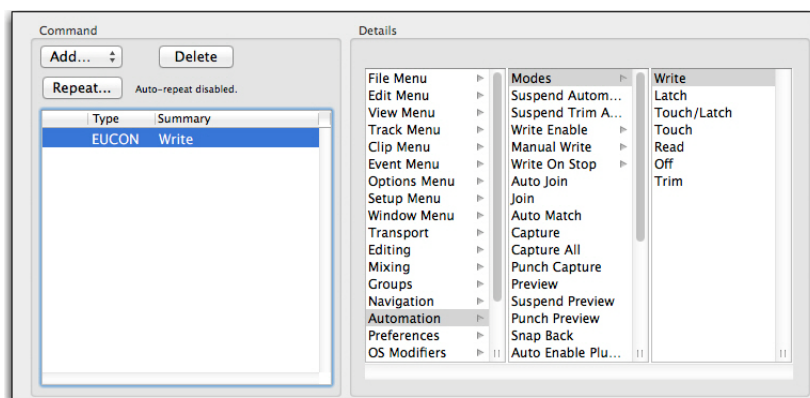 Command
Add...
Delete
Repeat...
Auto-repeat disabled.
Type Summary
EUCON Write
Details
File Menu
Edit Menu
View Menu
Track Menu
Clip Menu
Event Menu
Options Menu
Setup Menu
Window Menu
Transport
Editing
Mixing
Groups
Navigation
Automation
Preferences
OS Modifiers
Modes
Suspend Autom...
Suspend Trim A...
Write Enable
Manual Write
Write On Stop
Auto Join
Join
Auto Match
Capture
Capture All
Punch Capture
Preview
Suspend Preview
Punch Preview
Snap Back
Auto Enable Plu...
Write
Latch
Touch/Latch
Touch
Read
Off
Trim